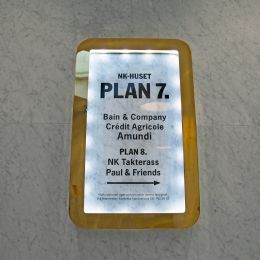 NK-HUSET
PLAN 7.
Bain & Company
Crédit Agricole
Amundi
PLAN 8.
NK Takterass
Paul & Friends